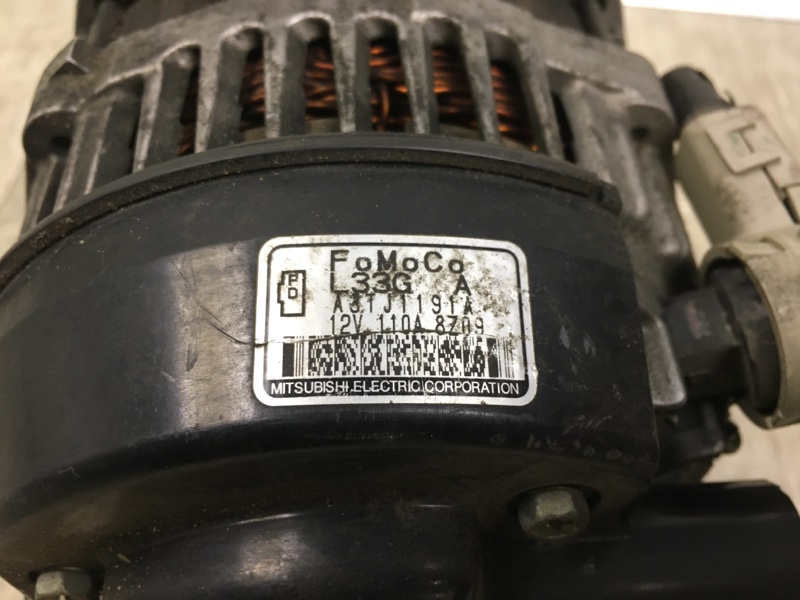 FoMoCo
L33G A
P D
A3TJ1191A
12V 110A 8Z09
MITSUBISHI ELECTRIC CORPORATION